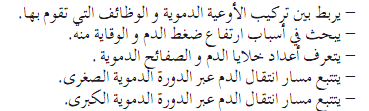 – يربط بين تركيب الأوعية الدموية و الوظائف التي تقوم بها.
– يبحث في أسباب ارتفاع ضغط الدم و الوقاية منه.
– يتعرف أعداد خلايا الدم و الصفائح الدموية .
– يتتبع مسار انتقال الدم عبر الدورة الدموية الصغرى.
– يتتبع مسار انتقال الدم عبر الدورة الدموية الكبرى.